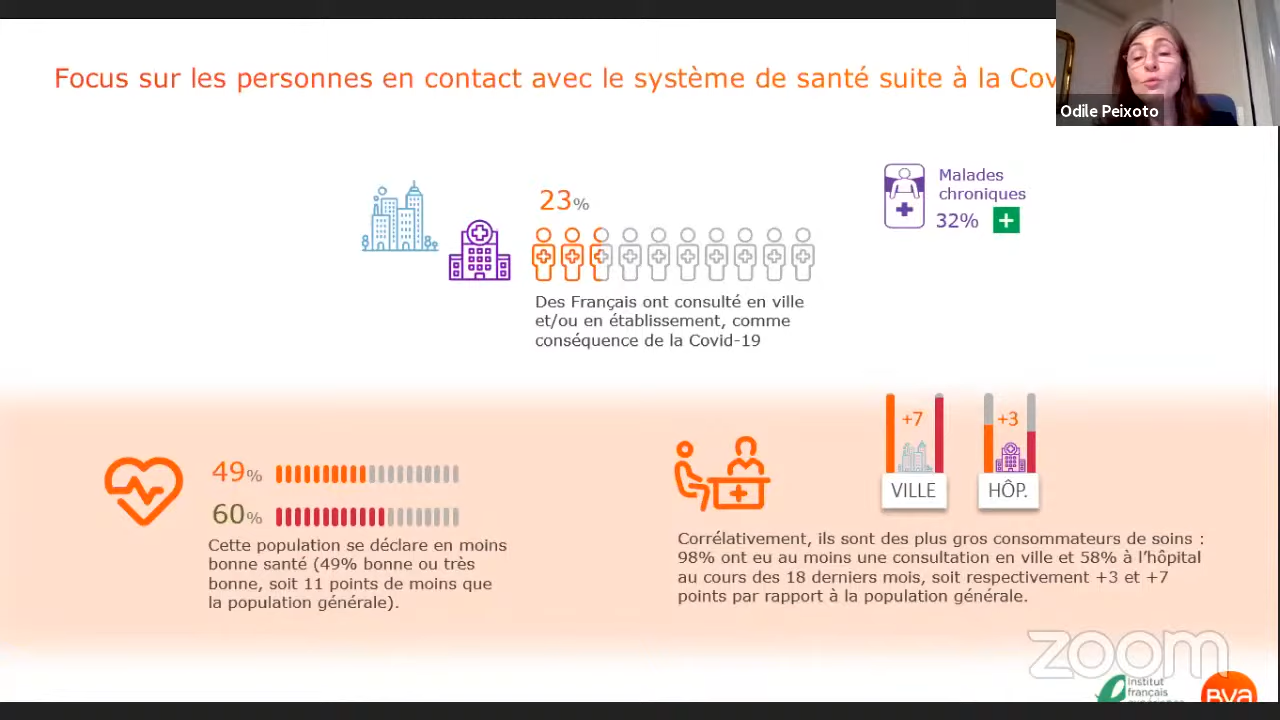 Focus sur les personnes en contact avec le système de santé suite à la Cov
Odile Peixoto
23%
Malades
chroniques
32%
Des Français ont consulté en ville
et/ou en établissement, comme
conséquence de la Covid-19
49%
60%
Cette population se déclare en moins
bonne santé (49% bonne ou très
bonne, soit 11 points de moins que
la population générale).
+7
+3
VILLE
HÔP.
Corrélativement, ils sont des plus gros consommateurs de soins :
98% ont eu au moins une consultation en ville et 58% à l'hôpital
au cours des 18 derniers mois, soit respectivement +3 et +7
points par rapport à la population générale.
zoom
institut
français
BVA